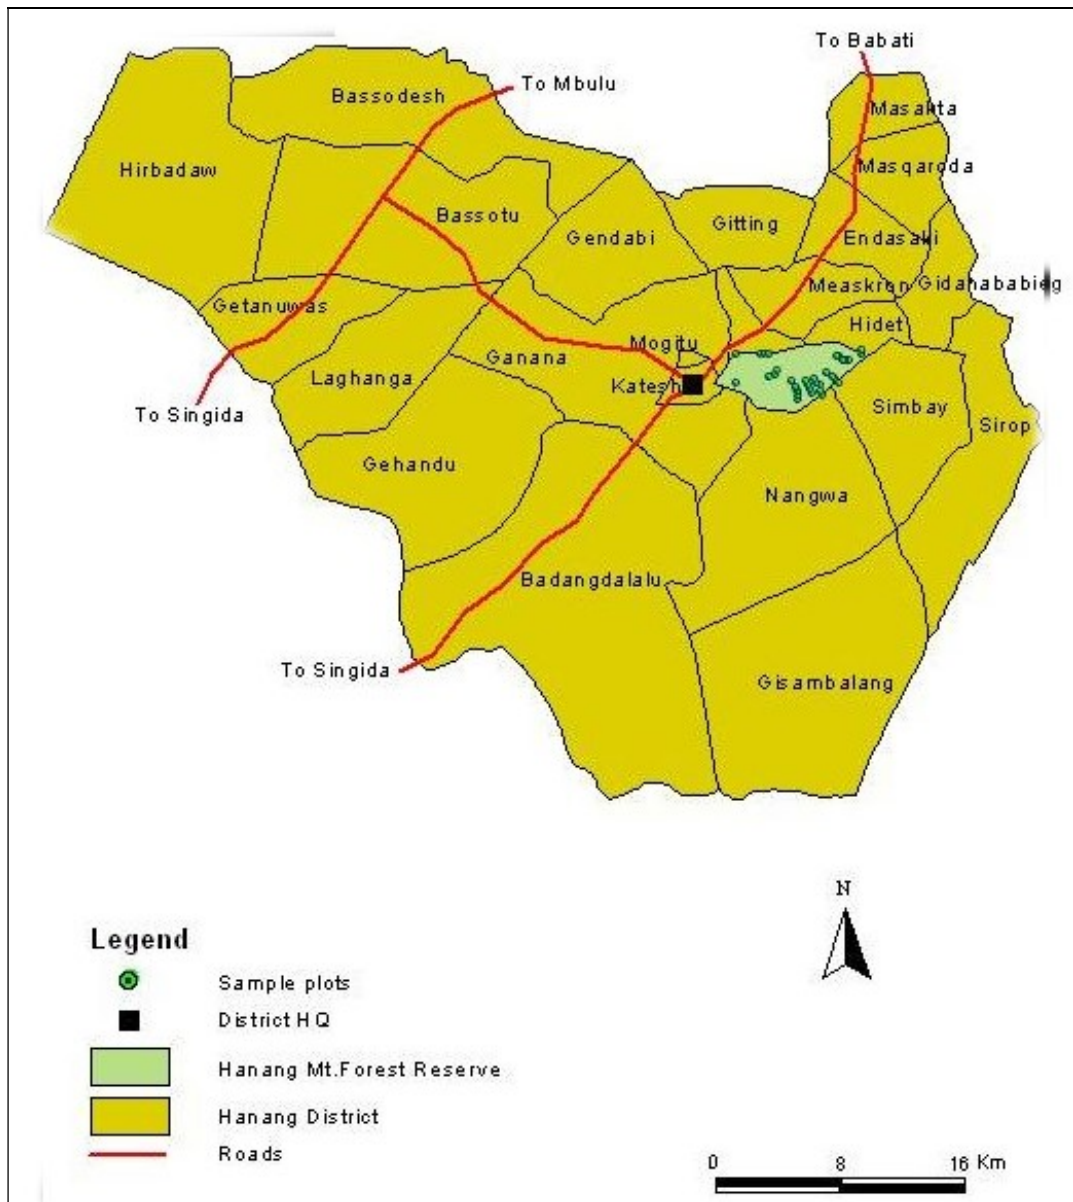 To Babati
To Mbulu
Bassodesh
Masakta
Hirbadaw
Masqaroda
Bassotu
Gitting
Gendabi
Endasaki
Measkron
Gidahababieg
Getanuwas
Hidet
Mogitu
Ganana
Laghanga
Katesh
To Singida
Simbay
Sirop
Gehandu
Nangwa
Badangdalalu
To Singida
Gisambalang
N
Legend
Sample plots
District HQ
Hanang Mt.Forest Reserve
Hanang District
Roads
0 8 16 Km